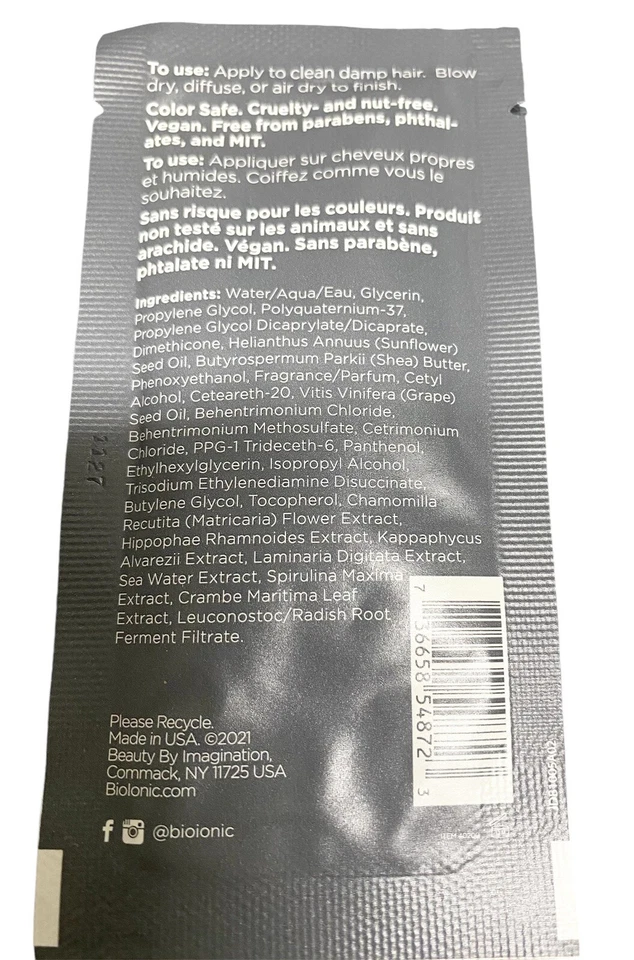 To use: Apply to clean damp hair. Blow
dry, diffuse, or air dry to finish.
Color Safe. Cruelty- and nut-free.
Vegan. Free from parabens, phthal-
ates, and MIT.
To use: Appliquer sur cheveux propres
et humides. Coiffez comme vous le
souhaitez.
Sans risque pour les couleurs. Produit
non testé sur les animaux et sans
arachide. Végan. Sans parabène,
phtalate ni MIT.
Ingredients: Water/Aqua/Eau, Glycerin,
Propylene Glycol, Polyquaternium-37,
Propylene Glycol Dicaprylate/Dicaprate,
Dimethicone, Helianthus Annuus (Sunflower)
Seed Oil, Butyrospermum Parkii (Shea) Butter,
Phenoxyethanol, Fragrance/Parfum, Cetyl
Alcohol, Ceteareth-20, Vitis Vinifera (Grape)
Seed Oil, Behentrimonium Chloride,
Behentrimonium Methosulfate, Cetrimonium
Chloride, PPG-1 Trideceth-6, Panthenol,
Ethylhexylglycerin, Isopropyl Alcohol,
Trisodium Ethylenediamine Disuccinate,
Butylene Glycol, Tocopherol, Chamomilla
Recutita (Matricaria) Flower Extract,
Hippophae Rhamnoides Extract, Kappaphycus
Alvarezii Extract, Laminaria Digitata Extract,
Sea Water Extract, Spirulina Maxima
Extract, Crambe Maritima Leaf
Extract, Leuconostoc/Radish Root
Ferment Filtrate.
7 36658 54872 3
Please Recycle.
Made in USA. ©2021
Beauty By Imagination,
Commack, NY 11725 USA
BioIonic.com
@bioionic
1127